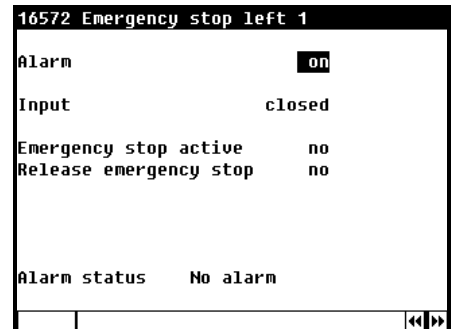 16572 Emergency stop left 1
Alarm on
Input closed
Emergency stop active no
Release emergency stop no
Alarm status No alarm